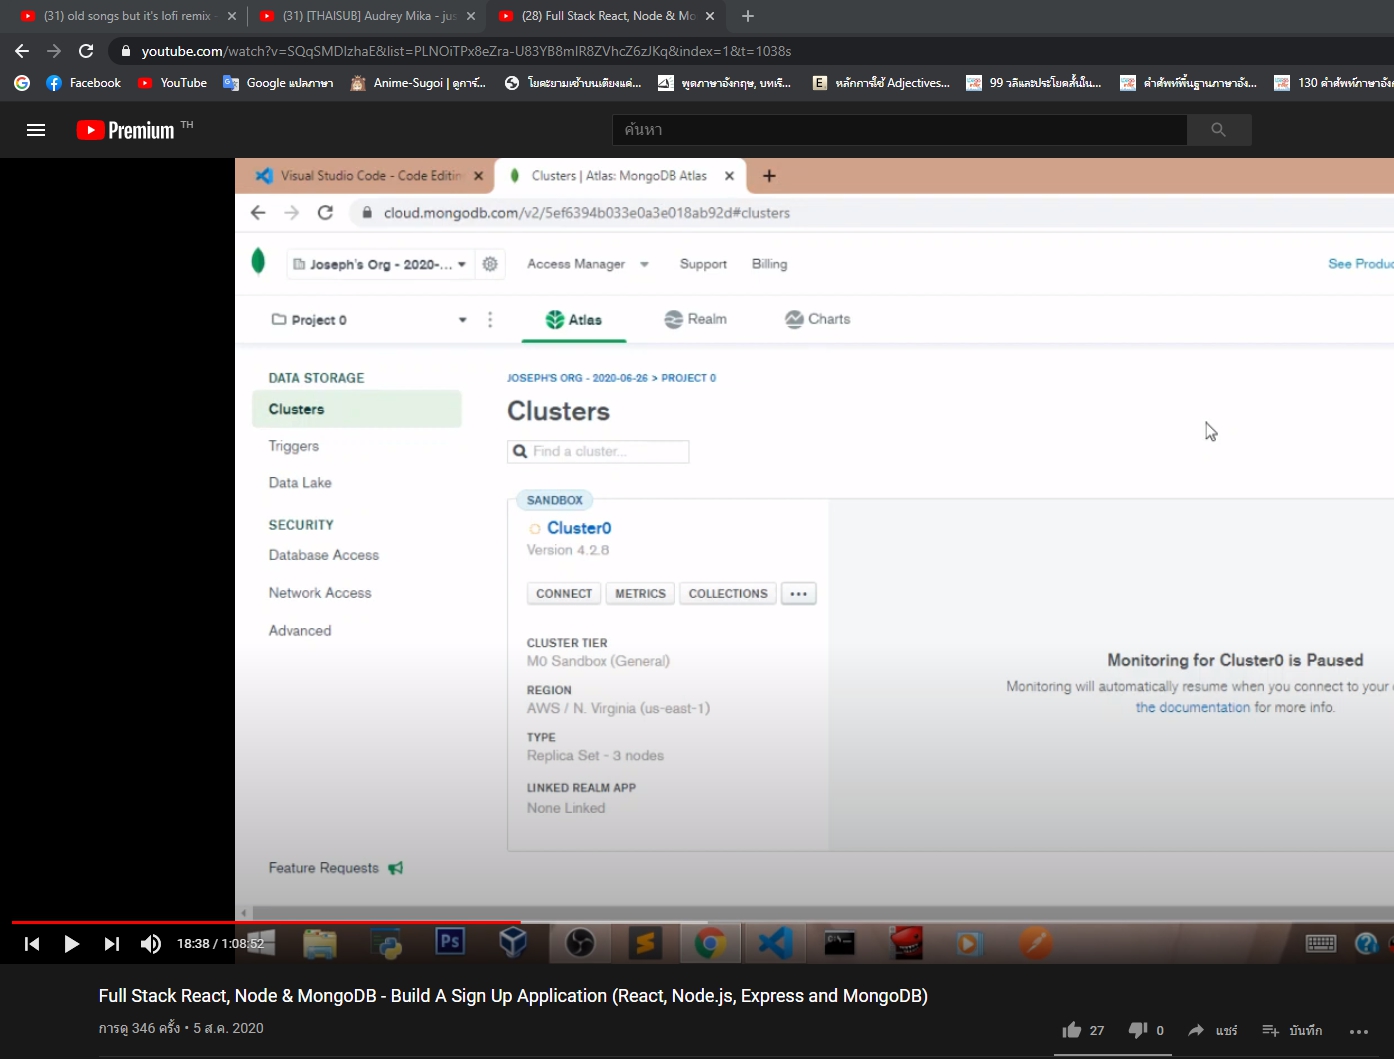 (31) old songs but it's lofi remix -
(31) [THAISUB] Audrey Mika - jus
(28) Full Stack React, Node & Mo
youtube.com/watch?v=SQqSMDlzhaE&list=PLNOiTPx8eZra-U83YB8mIR8ZVhcZ6zJKq&index=1&t=1038s
Facebook
YouTube
Google แปลภาษา
Anime-Sugoi | ดูการ์...
โยคะยามเช้าบนเตียงแค่...
พูดภาษาอังกฤษ, บทเรี...
E
หลักการใช้ Adjectives...
99 วลีและประโยคสั้นใน...
คำศัพท์พื้นฐานภาษาอัง...
130 คำศัพท์ภาษาอังก
Premium TH
ค้นหา
Visual Studio Code - Code Editin
Clusters | Atlas: MongoDB Atlas
cloud.mongodb.com/v2/5ef6394b033e0a3e018ab92d#clusters
Joseph's Org - 2020-...
Access Manager
Support
Billing
See Produc
Project 0
Atlas
Realm
Charts
DATA STORAGE
Clusters
Triggers
Data Lake
SECURITY
Database Access
Network Access
Advanced
Feature Requests
JOSEPH'S ORG - 2020-06-26 > PROJECT 0
Clusters
Find a cluster...
SANDBOX
Cluster0
Version 4.2.8
CONNECT
METRICS
COLLECTIONS
CLUSTER TIER
M0 Sandbox (General)
REGION
AWS / N. Virginia (us-east-1)
TYPE
Replica Set - 3 nodes
LINKED REALM APP
None Linked
Monitoring for Cluster0 is Paused
Monitoring will automatically resume when you connect to your
the documentation for more info.
18:38 / 1:08:52
Ps
Full Stack React, Node & MongoDB - Build A Sign Up Application (React, Node.js, Express and MongoDB)
การดู 346 ครั้ง • 5 ส.ค. 2020
27
0
แชร์
บันทึก